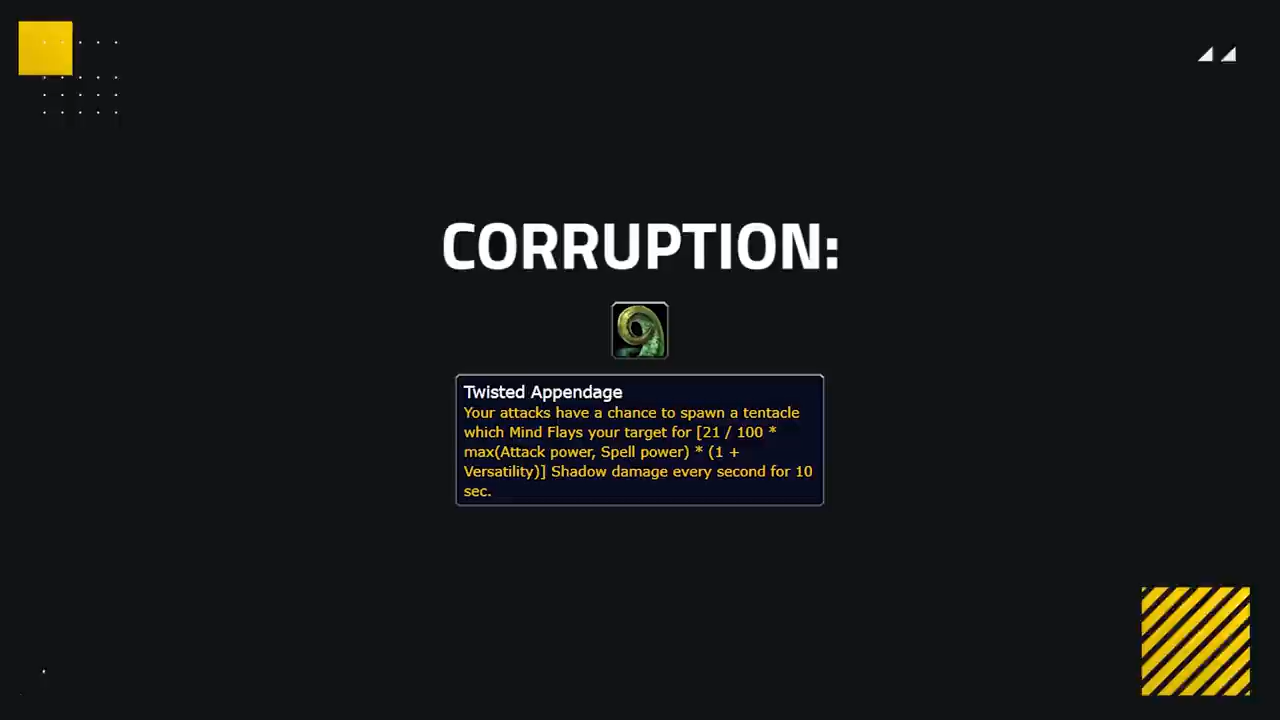 CORRUPTION:
Twisted Appendage
Your attacks have a chance to spawn a tentacle
which Mind Flays your target for [21 / 100 *
max(Attack power, Spell power) * (1 +
Versatility)] Shadow damage every second for 10
sec.